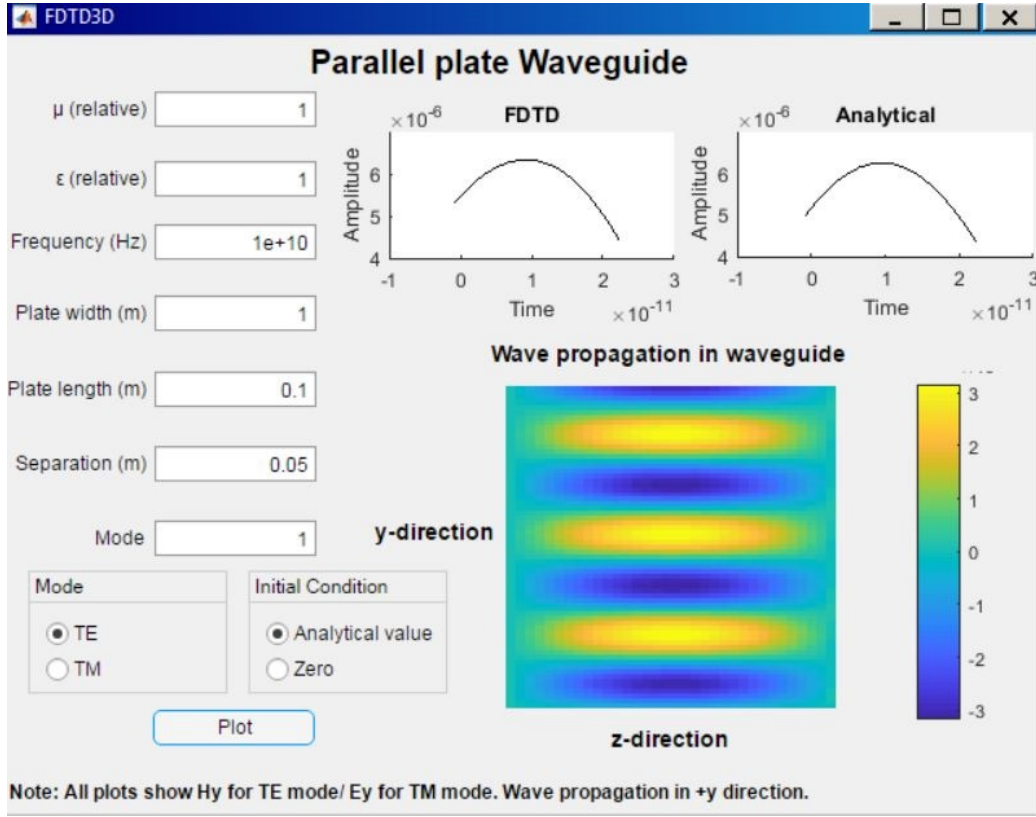 FDTD3D
Parallel plate Waveguide
μ (relative) 1
ε (relative) 1
Frequency (Hz) 1e+10
Plate width (m) 1
Plate length (m) 0.1
Separation (m) 0.05
Mode 1
Mode
TE
TM
Initial Condition
Analytical value
Zero
Plot
×10⁻⁶ FDTD
Amplitude
6
5
4
-1 0 1 2 3
Time ×10⁻¹¹
×10⁻⁶ Analytical
Amplitude
6
5
4
-1 0 1 2 3
Time ×10⁻¹¹
Wave propagation in waveguide
y-direction
z-direction
3
2
1
0
-1
-2
-3
Note: All plots show Hy for TE mode/ Ey for TM mode. Wave propagation in +y direction.